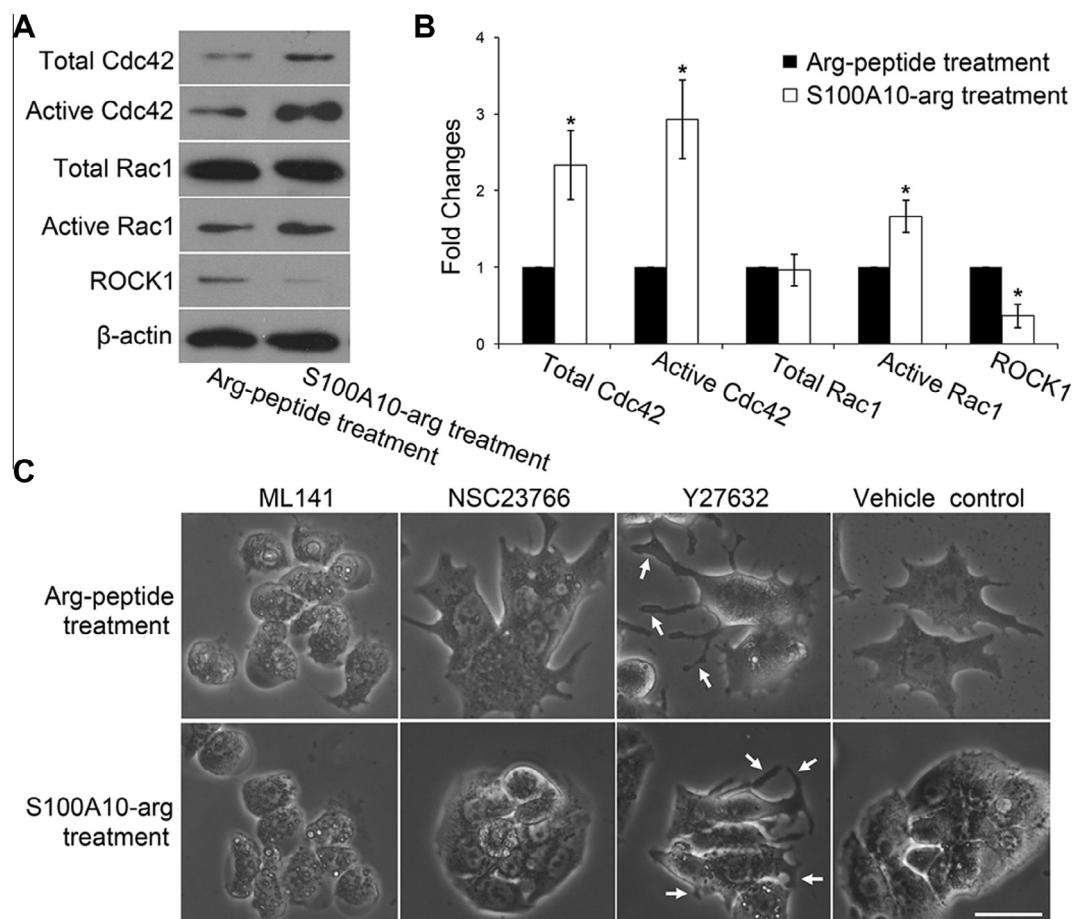 A
Total Cdc42
Active Cdc42
Total Rac1
Active Rac1
ROCK1
β-actin
Arg-peptide treatment
S100A10-arg treatment
B
Fold Changes
4
3
2
1
0
*
*
*
*
Arg-peptide treatment
S100A10-arg treatment
Total Cdc42
Active Cdc42
Total Rac1
Active Rac1
ROCK1
C
ML141
NSC23766
Y27632
Vehicle control
Arg-peptide
treatment
S100A10-arg
treatment